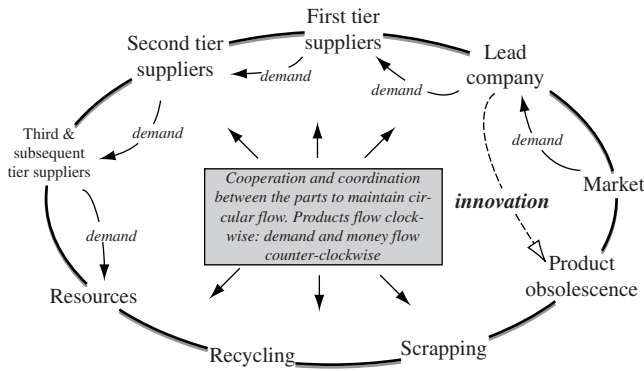 First tier
suppliers
Second tier
suppliers
Lead
company
demand
demand
demand
demand
Third &
subsequent
tier suppliers
Cooperation and coordination
between the parts to maintain cir-
cular flow. Products flow clock-
wise: demand and money flow
counter-clockwise
Market
innovation
demand
Product
obsolescence
Resources
Scrapping
Recycling